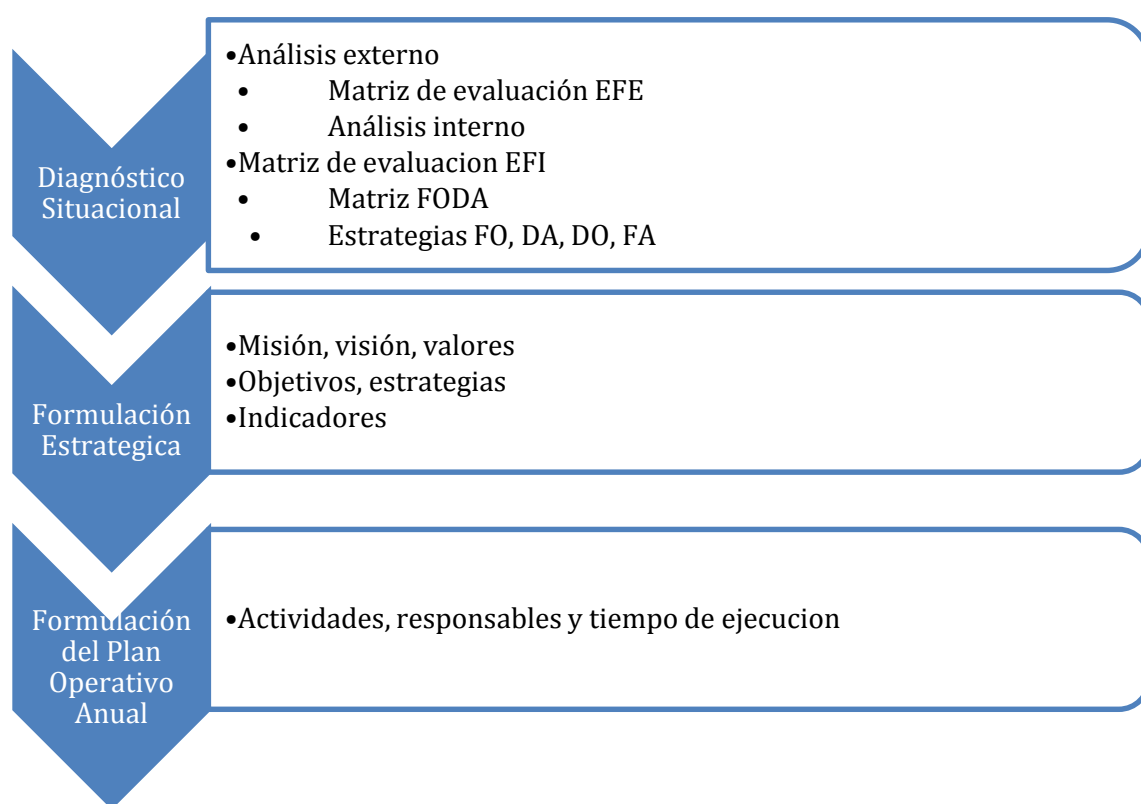 Diagnóstico
Situacional
•Análisis externo
• Matriz de evaluación EFE
• Análisis interno
•Matriz de evaluacion EFI
• Matriz FODA
• Estrategias FO, DA, DO, FA
Formulación
Estrategica
•Misión, visión, valores
•Objetivos, estrategias
•Indicadores
Formulación
del Plan
Operativo
Anual
•Actividades, responsables y tiempo de ejecucion